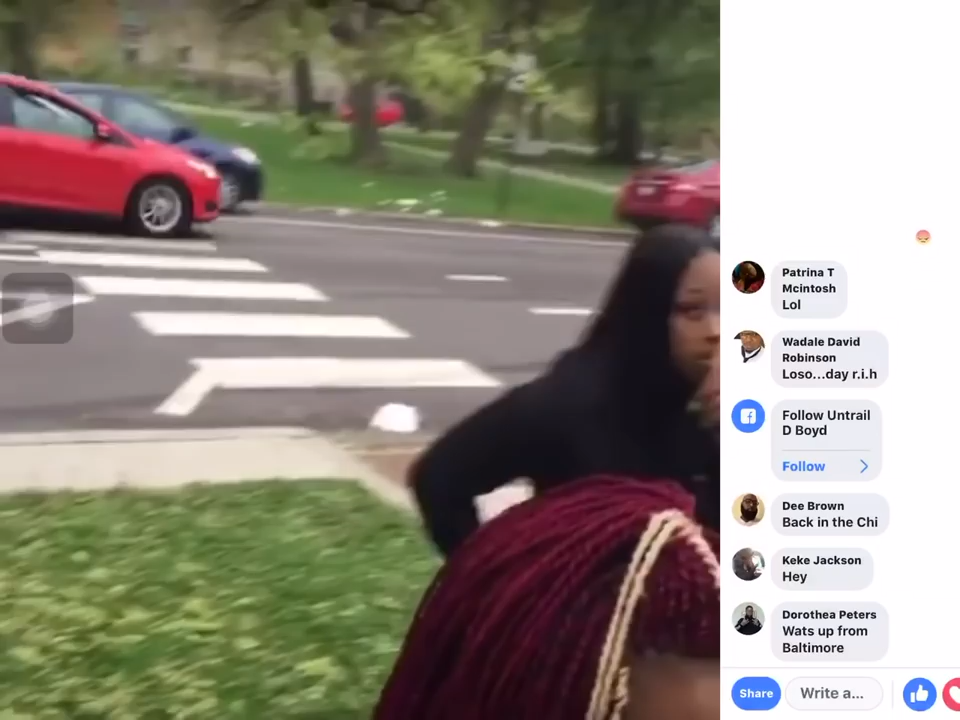 Patrina T
Mcintosh
Lol
Wadale David
Robinson
Loso...day r.i.h
Follow Untrail
D Boyd
Follow
Dee Brown
Back in the Chi
Keke Jackson
Hey
Dorothea Peters
Wats up from
Baltimore
Share
Write a...